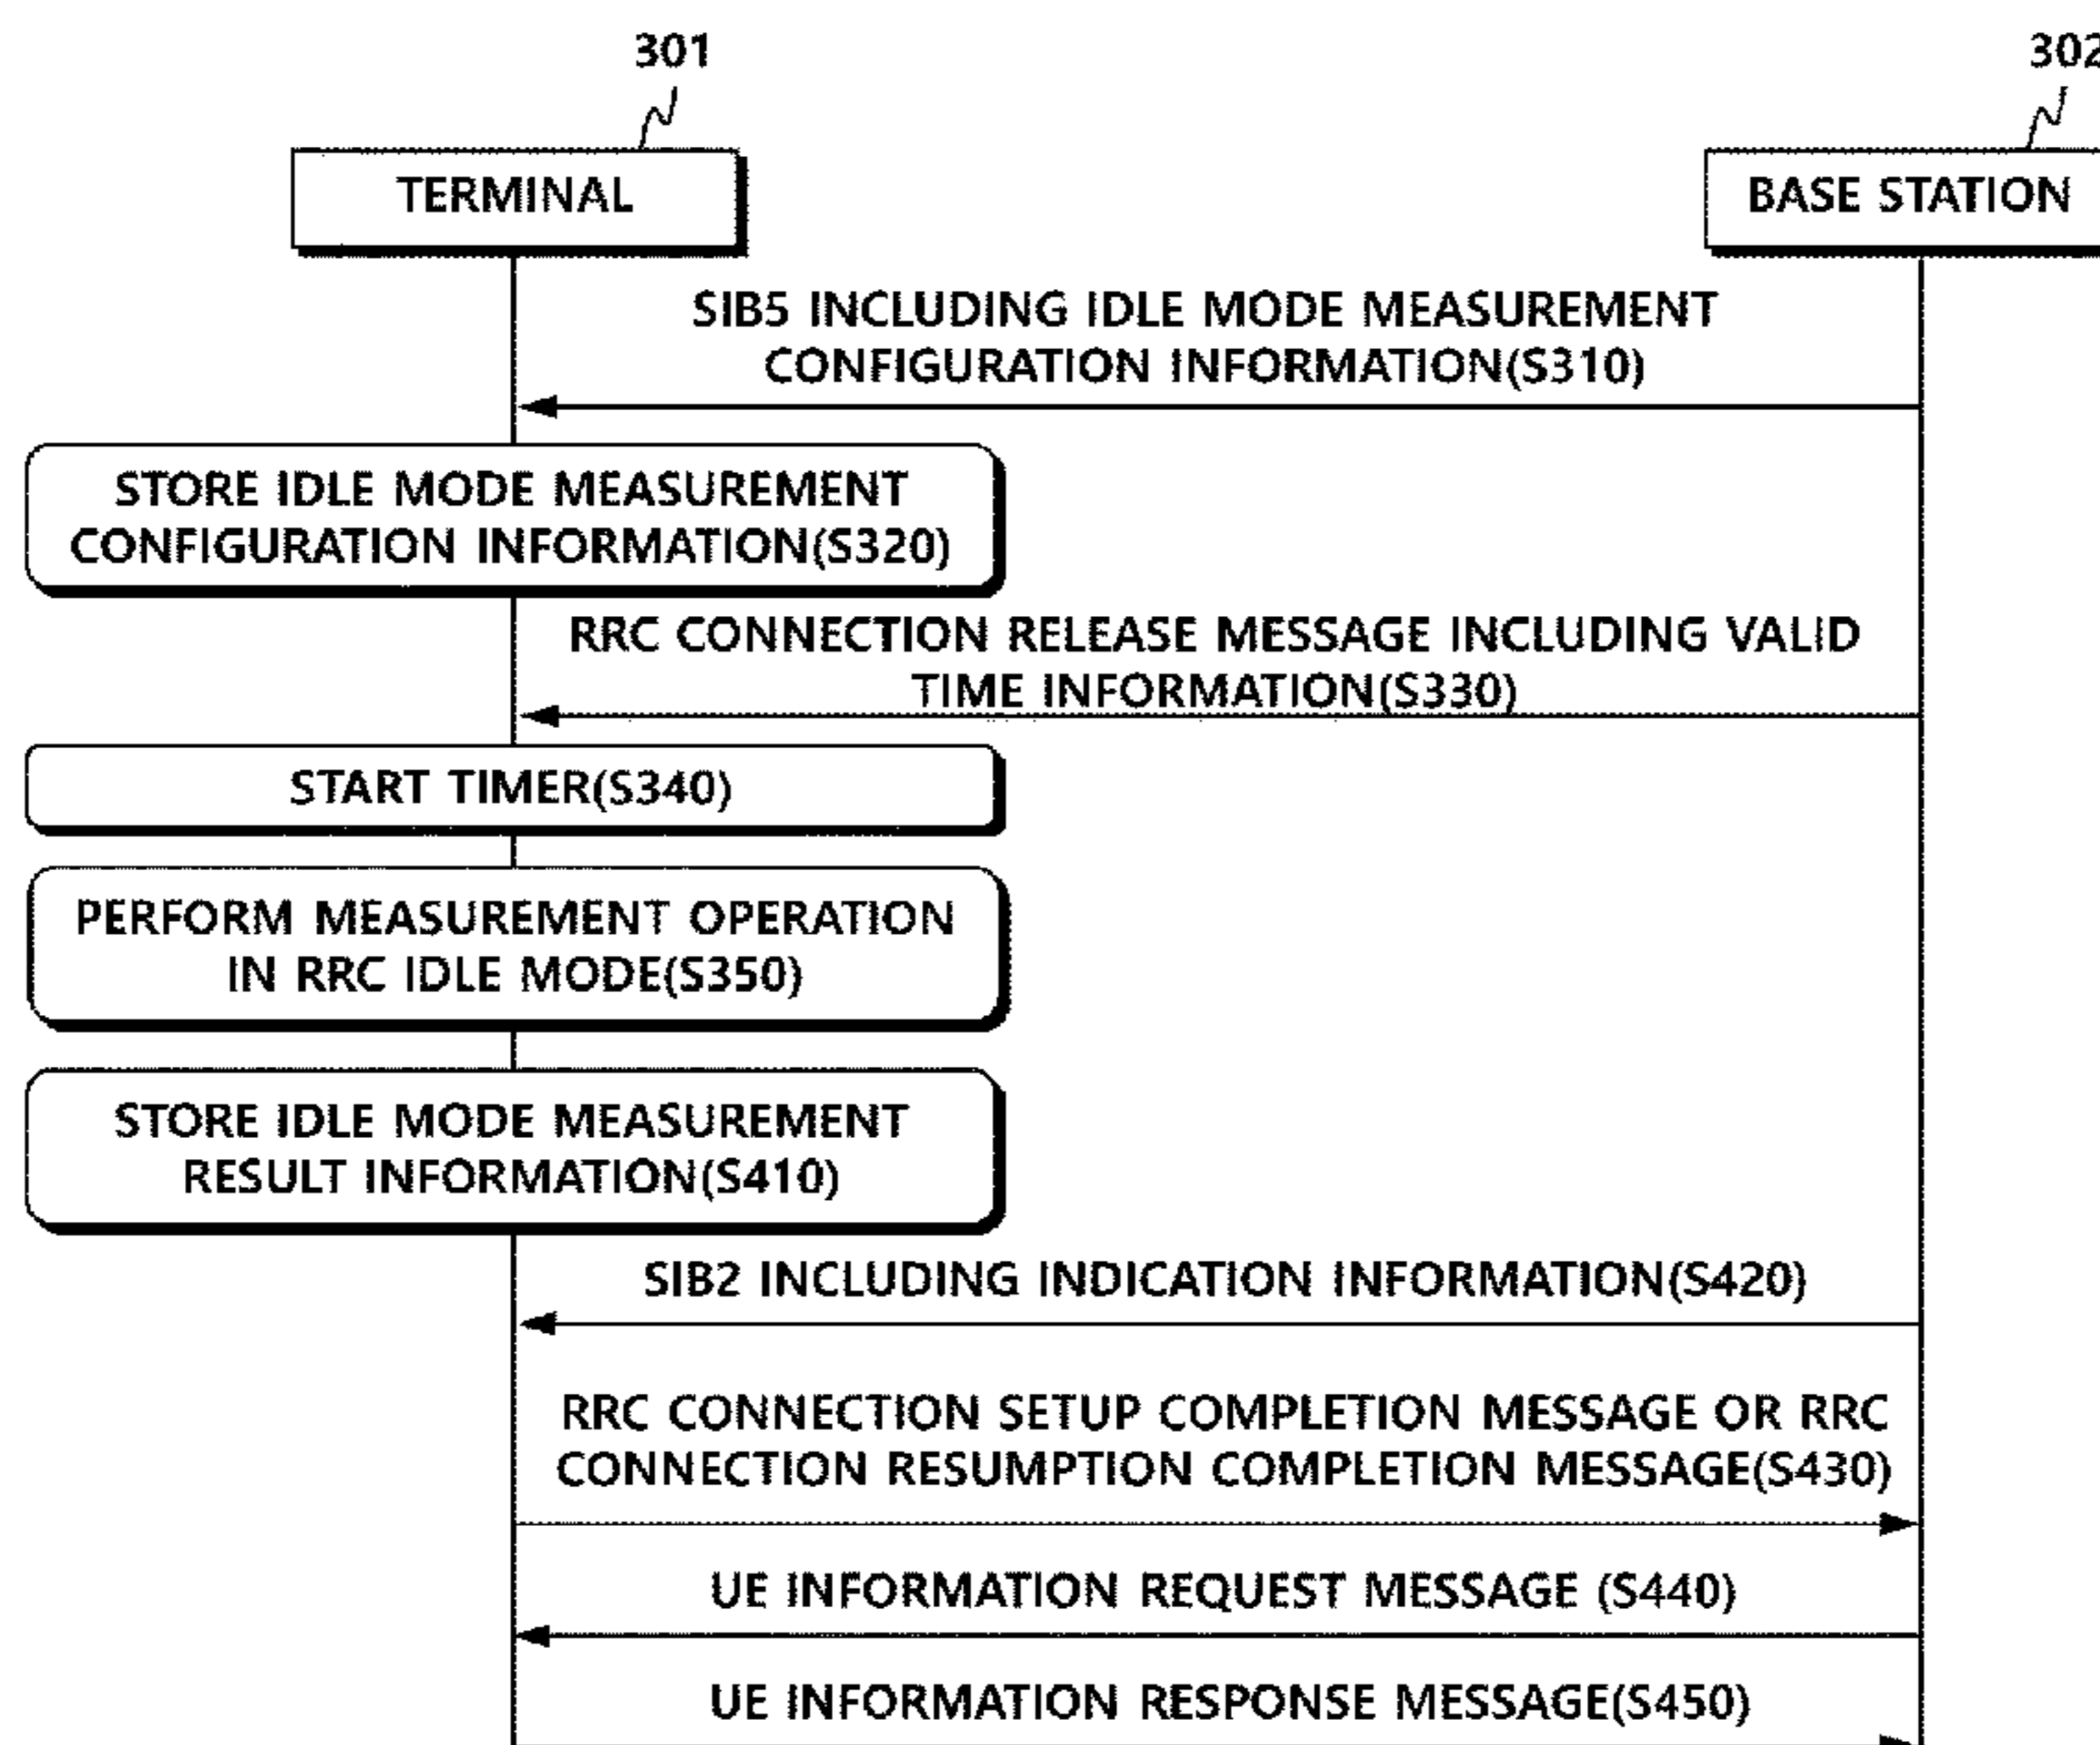 301
302
TERMINAL
BASE STATION
SIB5 INCLUDING IDLE MODE MEASUREMENT
CONFIGURATION INFORMATION(S310)
STORE IDLE MODE MEASUREMENT
CONFIGURATION INFORMATION(S320)
RRC CONNECTION RELEASE MESSAGE INCLUDING VALID
TIME INFORMATION(S330)
START TIMER(S340)
PERFORM MEASUREMENT OPERATION
IN RRC IDLE MODE(S350)
STORE IDLE MODE MEASUREMENT
RESULT INFORMATION(S410)
SIB2 INCLUDING INDICATION INFORMATION(S420)
RRC CONNECTION SETUP COMPLETION MESSAGE OR RRC
CONNECTION RESUMPTION COMPLETION MESSAGE(S430)
UE INFORMATION REQUEST MESSAGE (S440)
UE INFORMATION RESPONSE MESSAGE(S450)